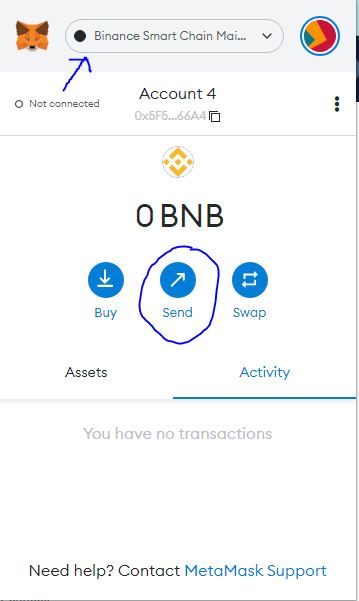 Binance Smart Chain Mai...
Not connected
Account 4
0x5F5...66A4
0 BNB
Buy
Send
Swap
Assets
Activity
You have no transactions
Need help? Contact MetaMask Support